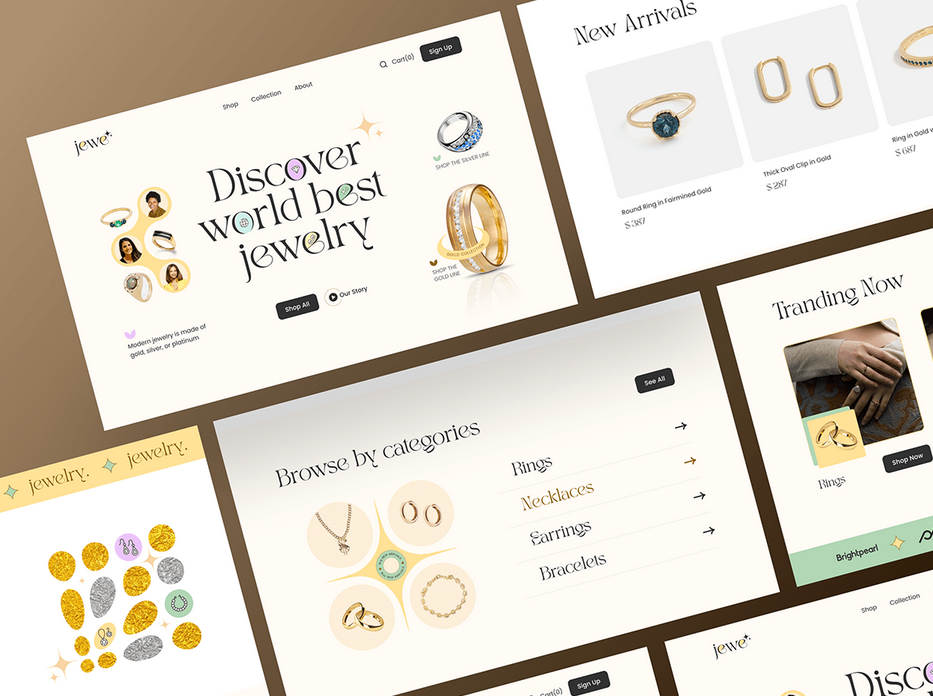 jewe
Shop
Collection
About
Cart(0)
Sign Up
Discover
world best
jewelry
Shop All
Our Story
Modern jewelry is made of
gold, silver, or platinum
SHOP THE SILVER LINE
GOLD COLLECTION
SHOP THE
GOLD LINE
New Arrivals
Round Ring in Fairmined Gold
$ 387
Thick Oval Clip in Gold
$ 287
Ring in Gold
$ 687
Tranding Now
Rings
Shop Now
Brightpearl
jewelry.
jewelry.
Browse by categories
See All
Rings
Necklaces
Earrings
Bracelets
Cart(0)
Sign Up
jewe
Shop
Collection